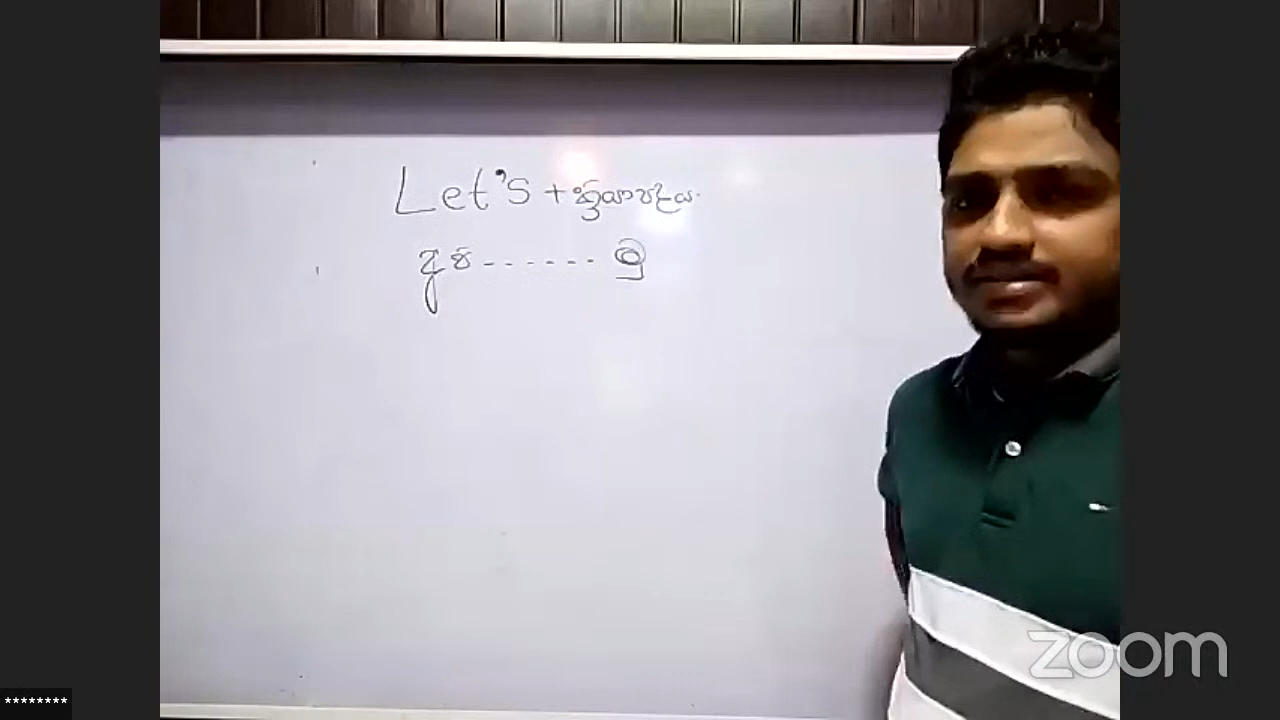 Let's + ක්‍රියාපදය.
අපි ------ මු
zoom
********